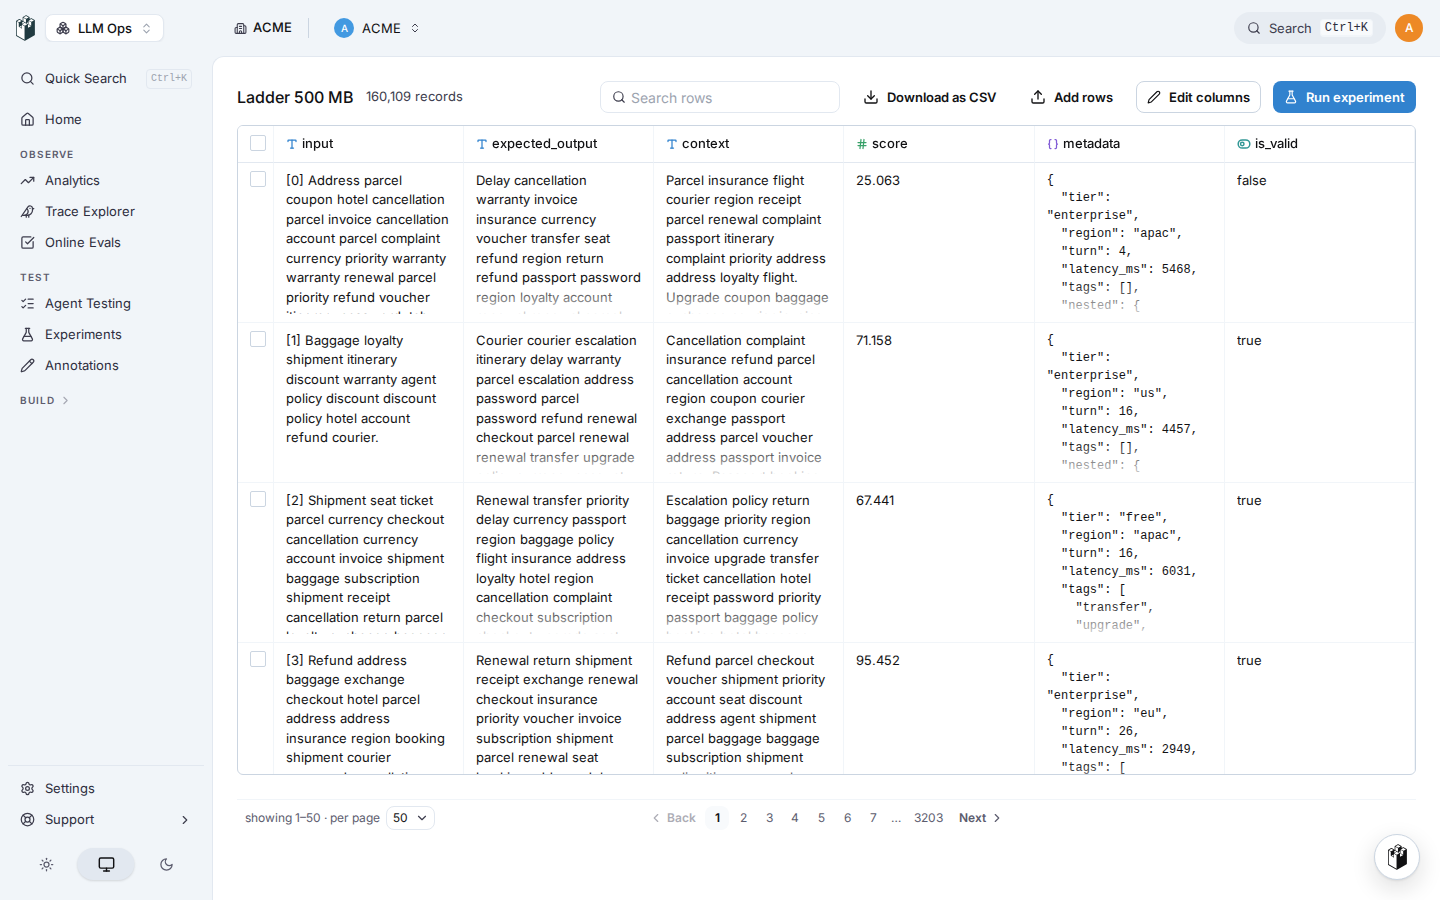 LLM Ops
ACME
A
ACME
Search Ctrl+K
A
Quick Search Ctrl+K
Home
OBSERVE
Analytics
Trace Explorer
Online Evals
TEST
Agent Testing
Experiments
Annotations
BUILD
Settings
Support
Ladder 500 MB 160,109 records
Search rows
Download as CSV
Add rows
Edit columns
Run experiment
input
expected_output
context
score
metadata
is_valid
[0] Address parcel
coupon hotel cancellation
parcel invoice cancellation
account parcel complaint
currency priority warranty
warranty renewal parcel
priority refund voucher
Delay cancellation
warranty invoice
insurance currency
voucher transfer seat
refund region return
refund passport password
region loyalty account
Parcel insurance flight
courier region receipt
parcel renewal complaint
passport itinerary
complaint priority address
address loyalty flight.
Upgrade coupon baggage
25.063
{
"tier":
"enterprise",
"region": "apac",
"turn": 4,
"latency_ms": 5468,
"tags": [],
"nested": {
false
[1] Baggage loyalty
shipment itinerary
discount warranty agent
policy discount discount
policy hotel account
refund courier.
Courier courier escalation
itinerary delay warranty
parcel escalation address
password parcel
password refund renewal
checkout parcel renewal
renewal transfer upgrade
Cancellation complaint
insurance refund parcel
cancellation account
region coupon courier
exchange passport
address parcel voucher
address passport invoice
71.158
{
"tier":
"enterprise",
"region": "us",
"turn": 16,
"latency_ms": 4457,
"tags": [],
"nested": {
true
[2] Shipment seat ticket
parcel currency checkout
cancellation currency
account invoice shipment
baggage subscription
shipment receipt
cancellation return parcel
Renewal transfer priority
delay currency passport
region baggage policy
flight insurance address
loyalty hotel region
cancellation complaint
checkout subscription
Escalation policy return
baggage priority region
cancellation currency
invoice upgrade transfer
ticket cancellation hotel
receipt password priority
passport baggage policy
67.441
{
"tier": "free",
"region": "apac",
"turn": 16,
"latency_ms": 6031,
"tags": [
"transfer",
"upgrade",
true
[3] Refund address
baggage exchange
checkout hotel parcel
address address
insurance region booking
shipment courier
Renewal return shipment
receipt exchange renewal
checkout insurance
priority voucher invoice
subscription shipment
parcel renewal seat
Refund parcel checkout
voucher shipment priority
account seat discount
address agent shipment
parcel baggage baggage
subscription shipment
95.452
{
"tier":
"enterprise",
"region": "eu",
"turn": 26,
"latency_ms": 2949,
"tags": [
true
showing 1–50 · per page 50
Back 1 2 3 4 5 6 7 ... 3203 Next